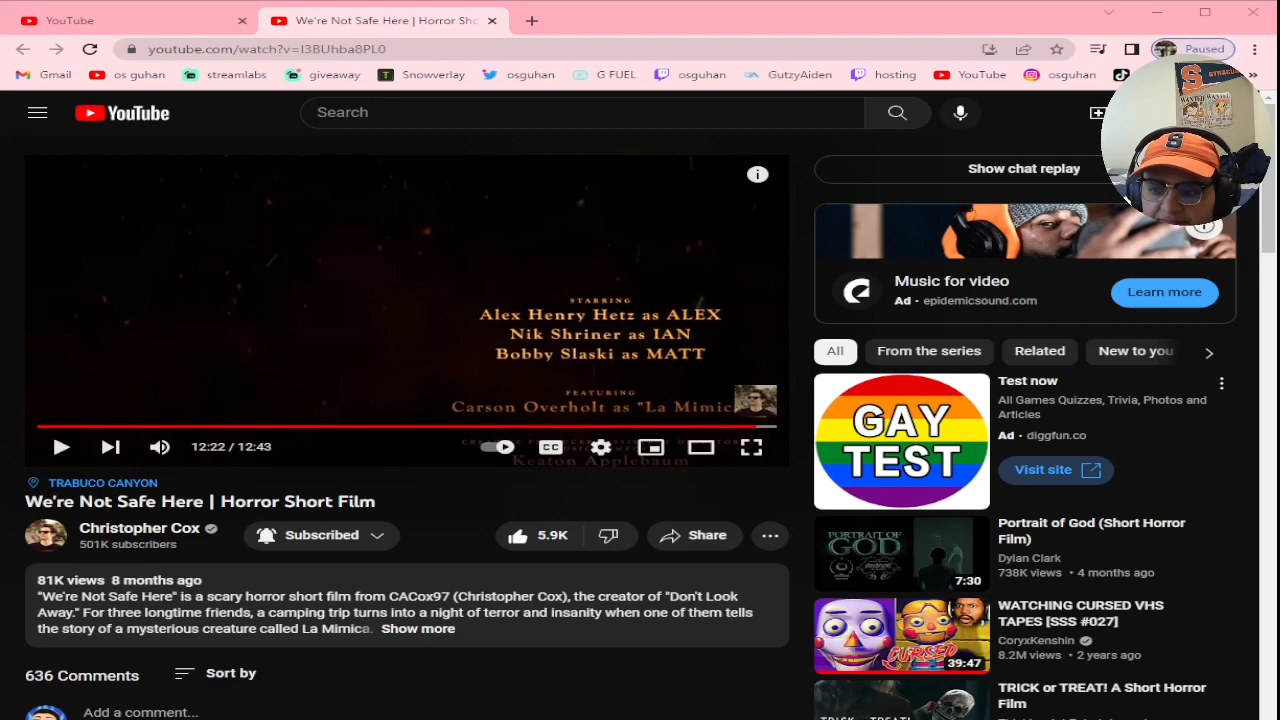 YouTube
We're Not Safe Here | Horror Sho
youtube.com/watch?v=I3BUhba8PL0
Paused
Gmail
os guhan
streamlabs
giveaway
Snowverlay
osguhan
G FUEL
osguhan
GutzyAiden
hosting
YouTube
osguhan
YouTube
Search
STARRING
Alex Henry Hetz as ALEX
Nik Shriner as IAN
Bobby Slaski as MATT
FEATURING
Carson Overholt as "La Mimic
Keaton Applebaum
12:22 / 12:43
CC
TRABUCO CANYON
We're Not Safe Here | Horror Short Film
Christopher Cox
501K subscribers
Subscribed
5.9K
Share
81K views 8 months ago
"We're Not Safe Here" is a scary horror short film from CACox97 (Christopher Cox), the creator of "Don't Look
Away." For three longtime friends, a camping trip turns into a night of terror and insanity when one of them tells
the story of a mysterious creature called La Mimica. Show more
636 Comments
Sort by
Add a comment...
Show chat replay
WANTED WANTED
S
Music for video
Ad • epidemicsound.com
Learn more
All
From the series
Related
New to you
GAY
TEST
Test now
All Games Quizzes, Trivia, Photos and
Articles
Ad • diggfun.co
Visit site
PORTRAIT OF
GOD
7:30
Portrait of God (Short Horror
Film)
Dylan Clark
738K views • 4 months ago
CURSED
39:47
WATCHING CURSED VHS
TAPES [SSS #027]
CoryxKenshin
8.2M views • 2 years ago
TRICK or TREAT!
TRICK or TREAT! A Short Horror
Film